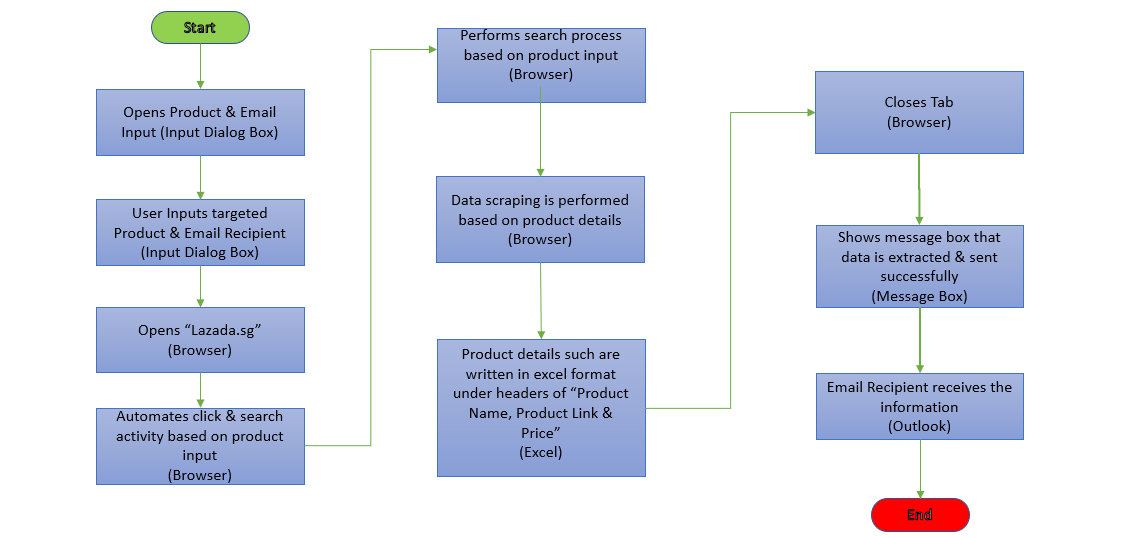 Start
Opens Product & Email
Input (Input Dialog Box)
User Inputs targeted
Product & Email Recipient
(Input Dialog Box)
Opens “Lazada.sg”
(Browser)
Automates click & search
activity based on product
input
(Browser)
Performs search process
based on product input
(Browser)
Data scraping is performed
based on product details
(Browser)
Product details such are
written in excel format
under headers of “Product
Name, Product Link &
Price”
(Excel)
Closes Tab
(Browser)
Shows message box that
data is extracted & sent
successfully
(Message Box)
Email Recipient receives the
information
(Outlook)
End